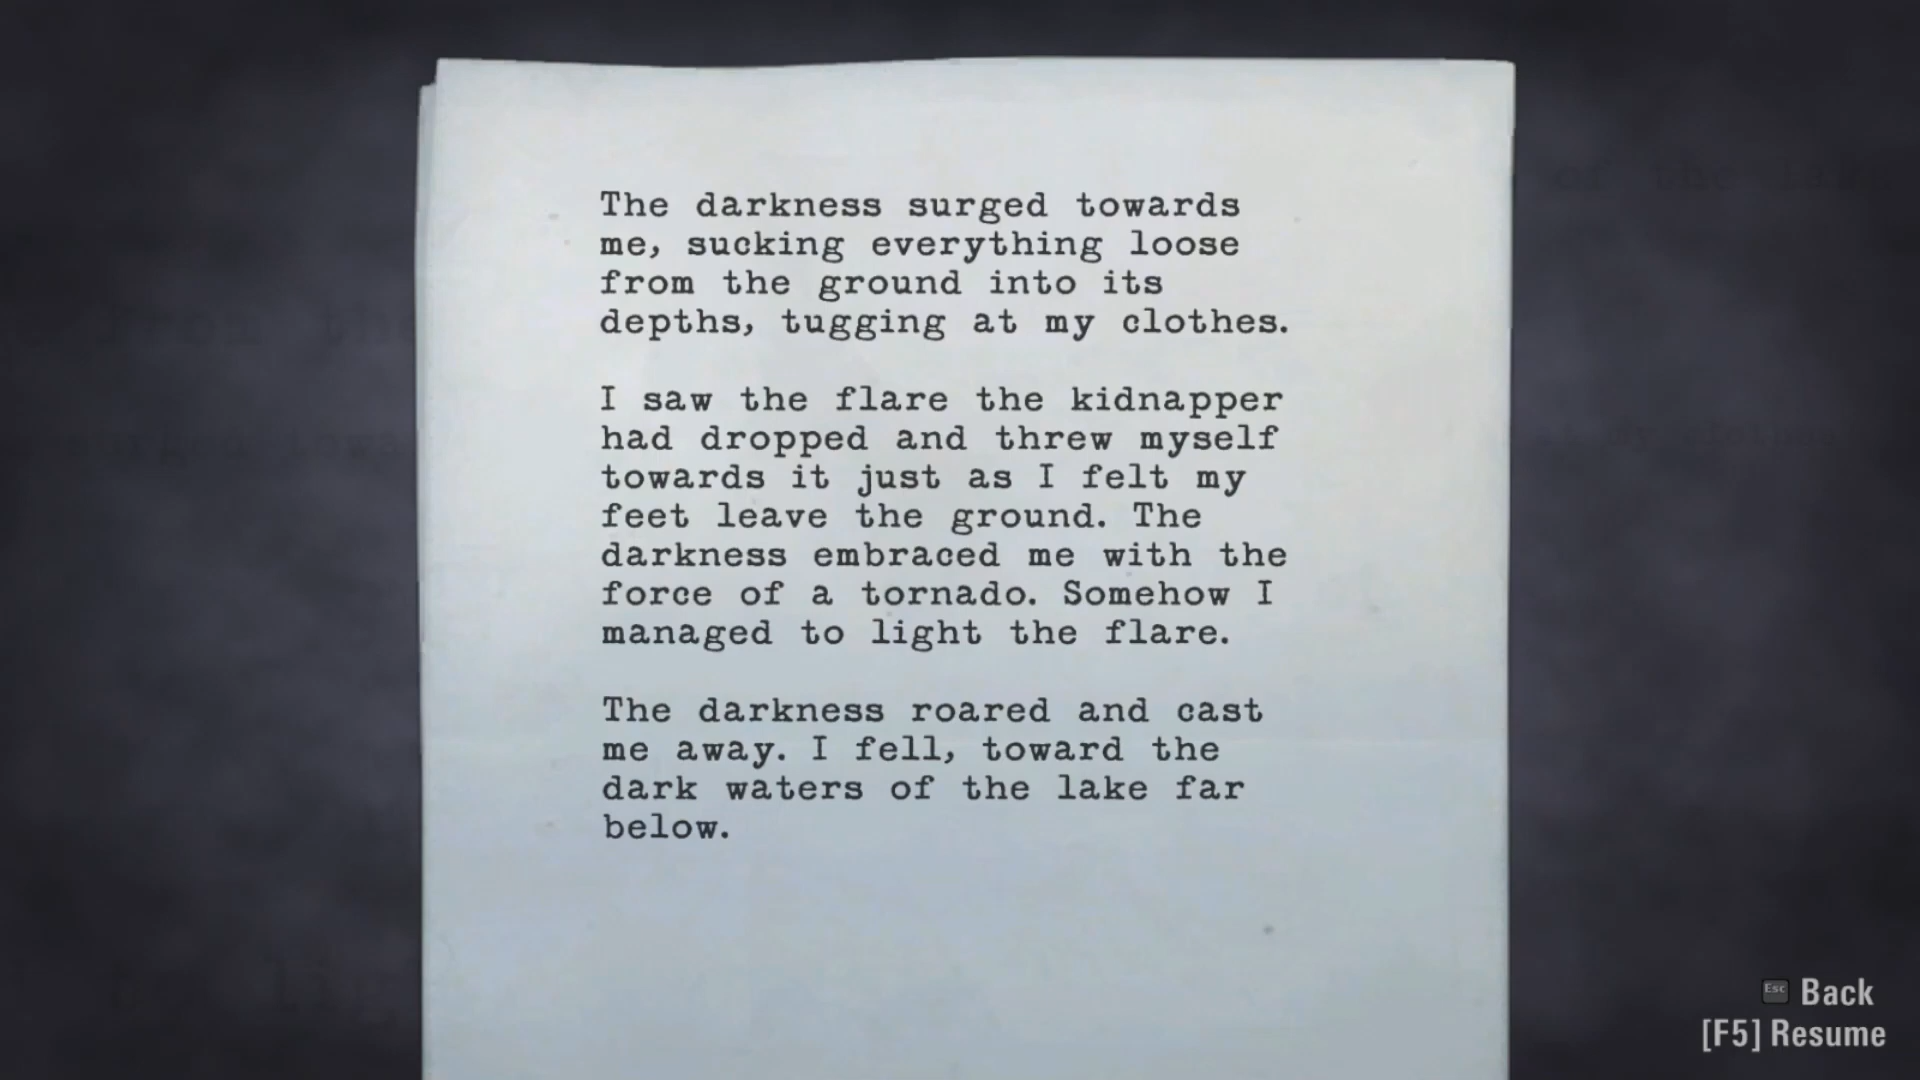 The darkness surged towards
me, sucking everything loose
from the ground into its
depths, tugging at my clothes.
I saw the flare the kidnapper
had dropped and threw myself
towards it just as I felt my
feet leave the ground. The
darkness embraced me with the
force of a tornado. Somehow I
managed to light the flare.
The darkness roared and cast
me away. I fell, toward the
dark waters of the lake far
below.
Esc Back
[F5] Resume